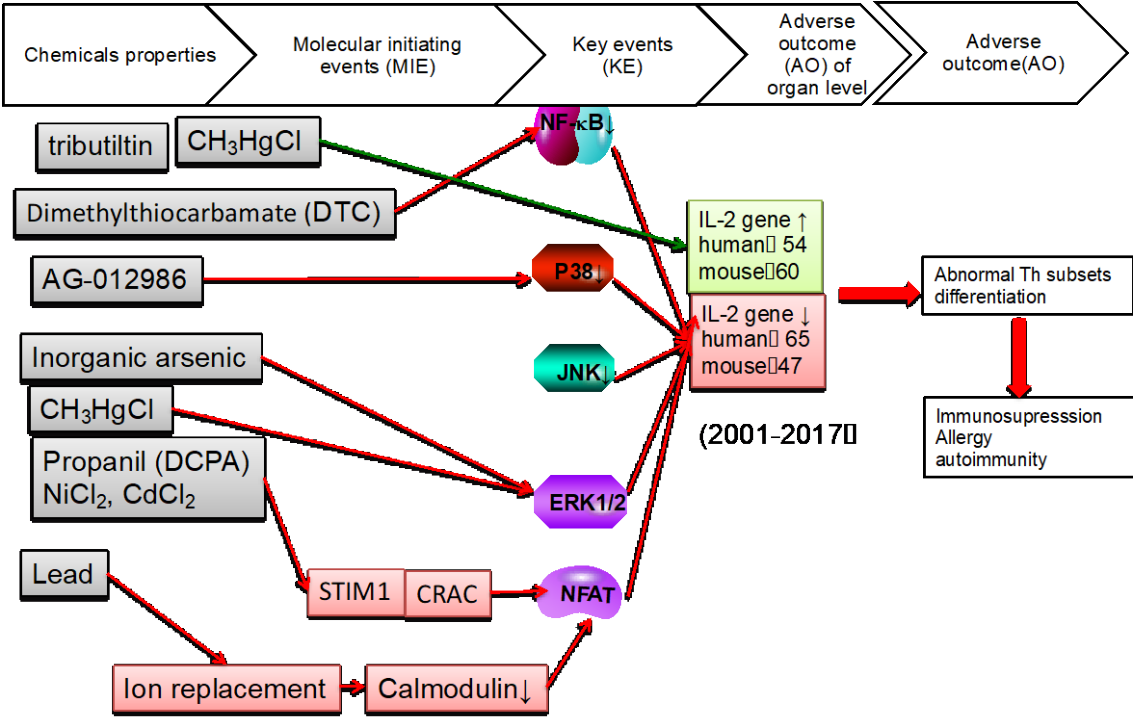 Chemicals properties
Molecular initiating
events (MIE)
Key events
(KE)
Adverse
outcome
(AO) of
organ level
Adverse
outcome(AO)
tributiltin
CH₃HgCl
NF-κB↓
Dimethylthiocarbamate (DTC)
IL-2 gene ↑
human▯ 54
mouse▯60
AG-012986
P38↓
Abnormal Th subsets
differentiation
IL-2 gene ↓
human▯ 65
mouse▯47
Inorganic arsenic
JNK↓
CH₃HgCl
(2001-2017▯
Immunosupresssion
Allergy
autoimmunity
Propanil (DCPA)
NiCl₂, CdCl₂
ERK1/2
Lead
STIM1
CRAC
NFAT
Ion replacement
Calmodulin↓